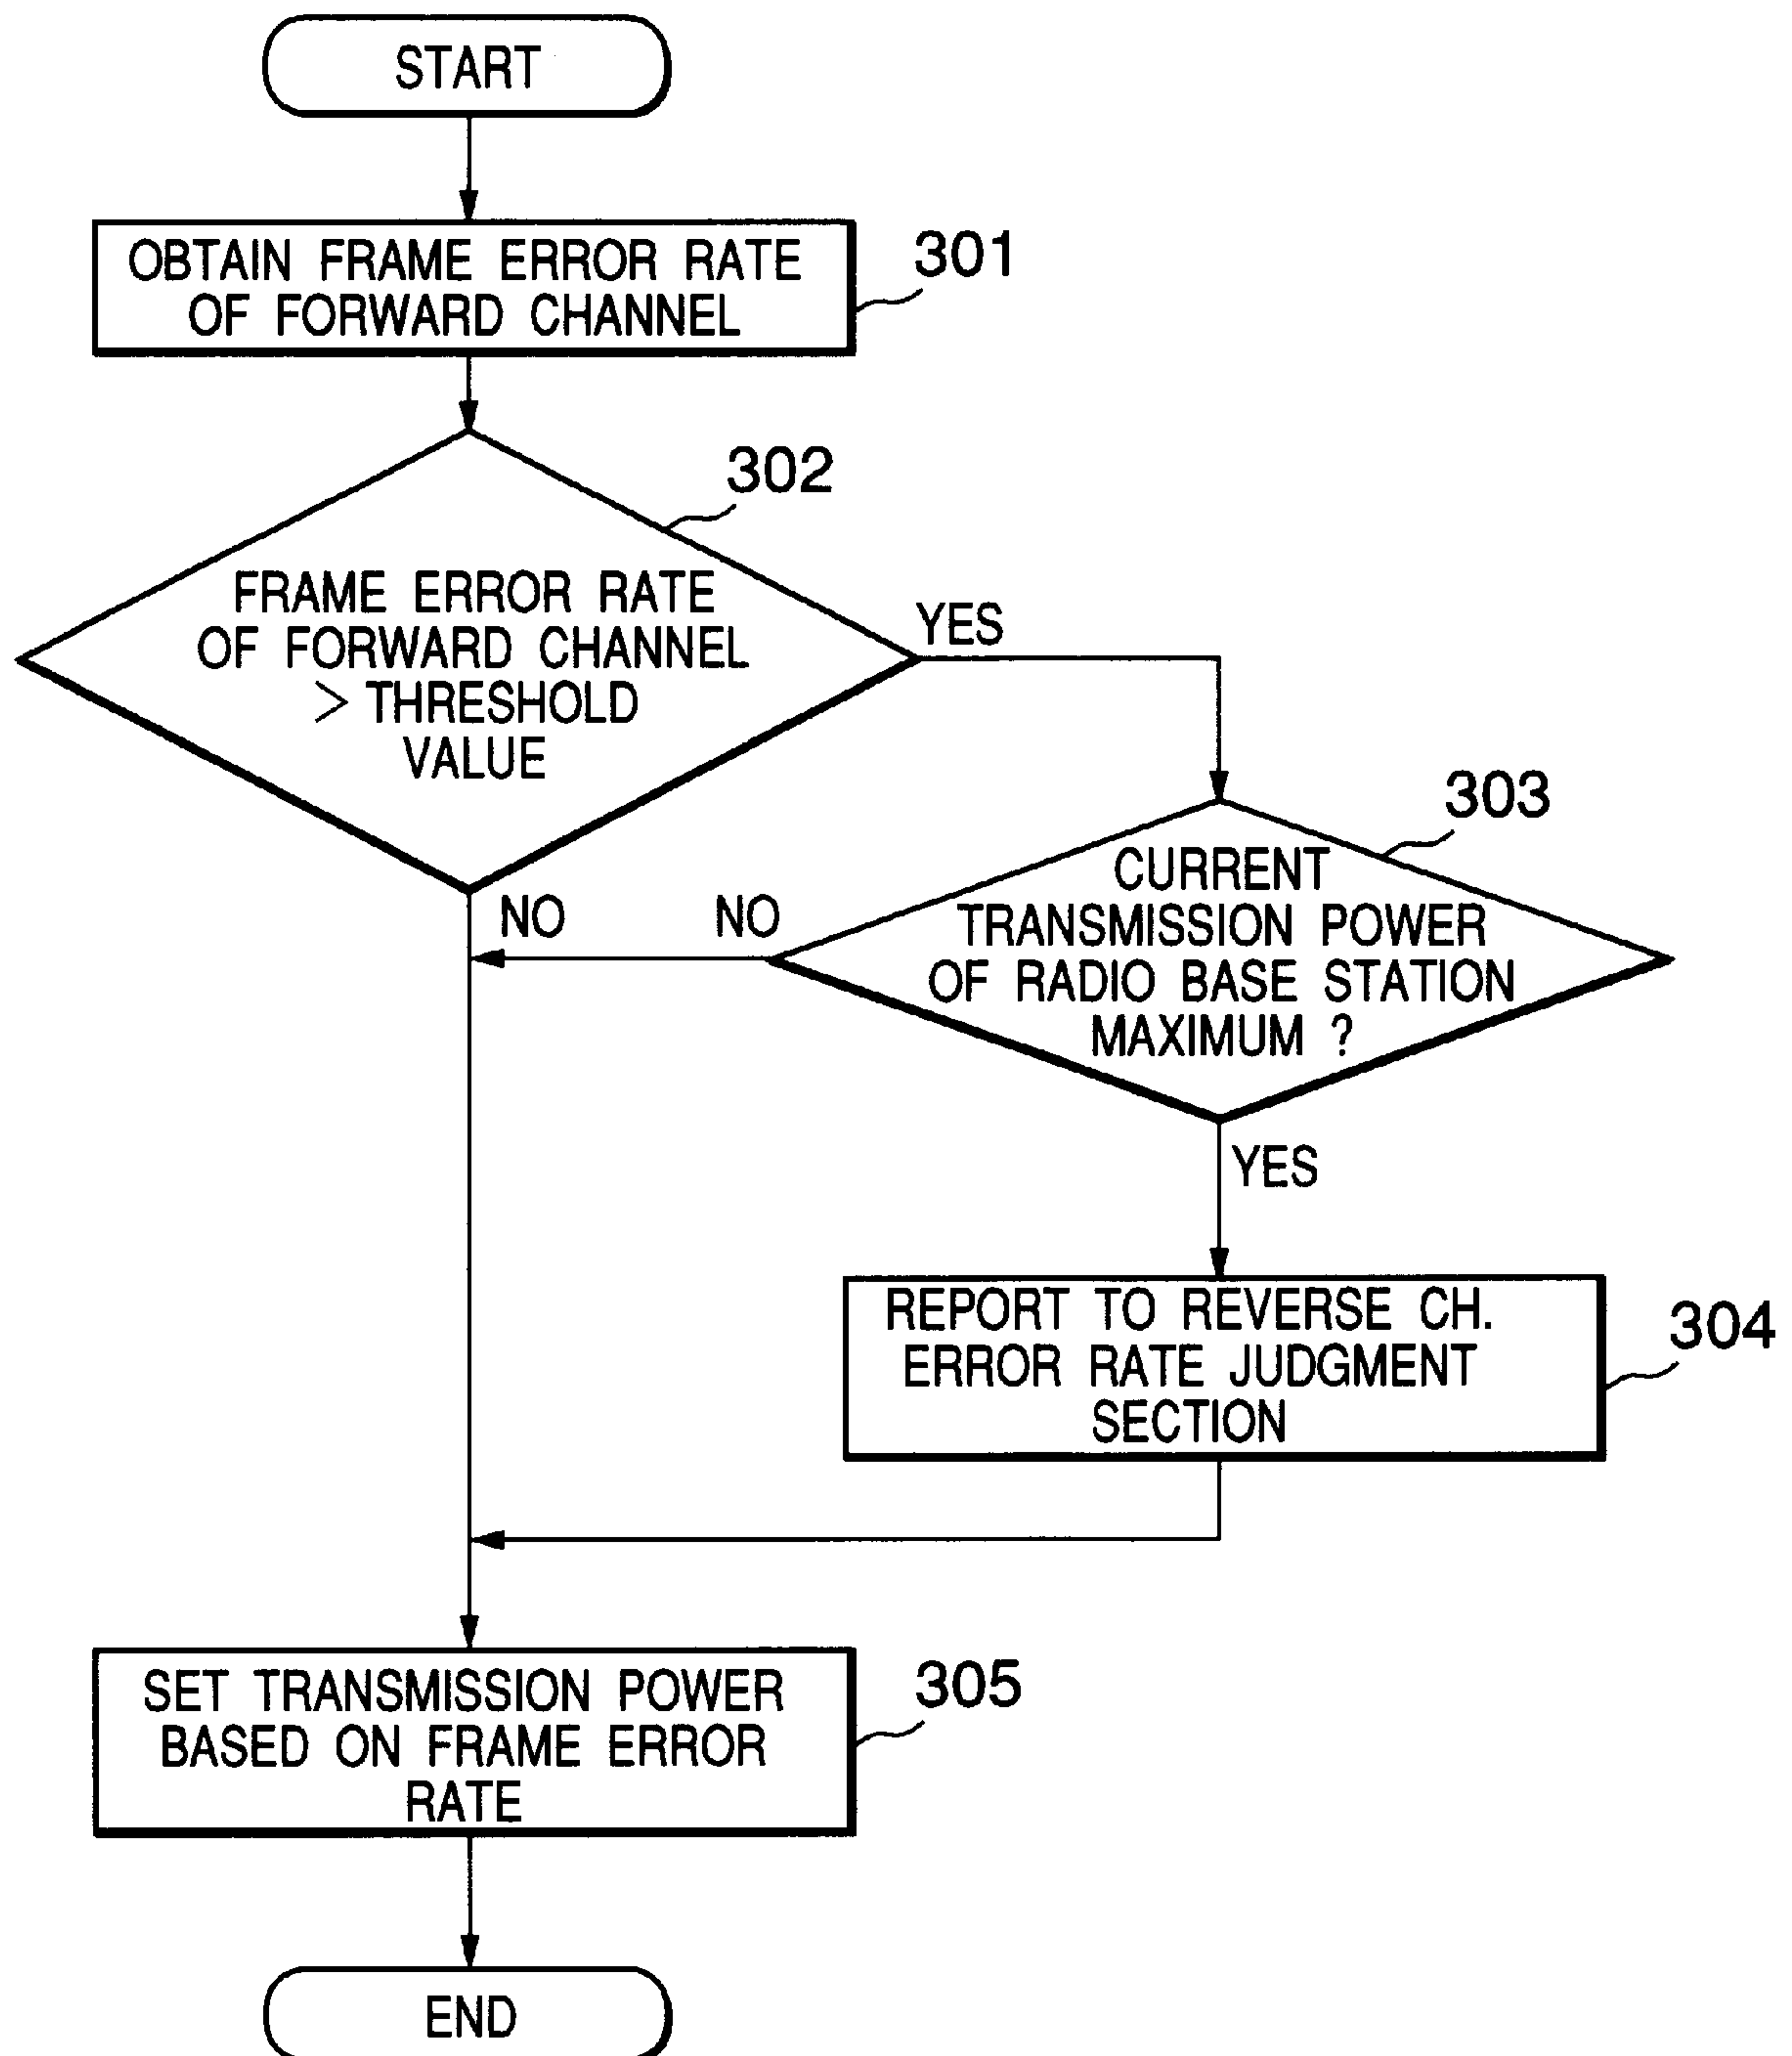 START
OBTAIN FRAME ERROR RATE
OF FORWARD CHANNEL
301
302
FRAME ERROR RATE
OF FORWARD CHANNEL
> THRESHOLD
VALUE
YES
NO
303
CURRENT
TRANSMISSION POWER
OF RADIO BASE STATION
MAXIMUM ?
NO
YES
REPORT TO REVERSE CH.
ERROR RATE JUDGMENT
SECTION
304
SET TRANSMISSION POWER
BASED ON FRAME ERROR
RATE
305
END